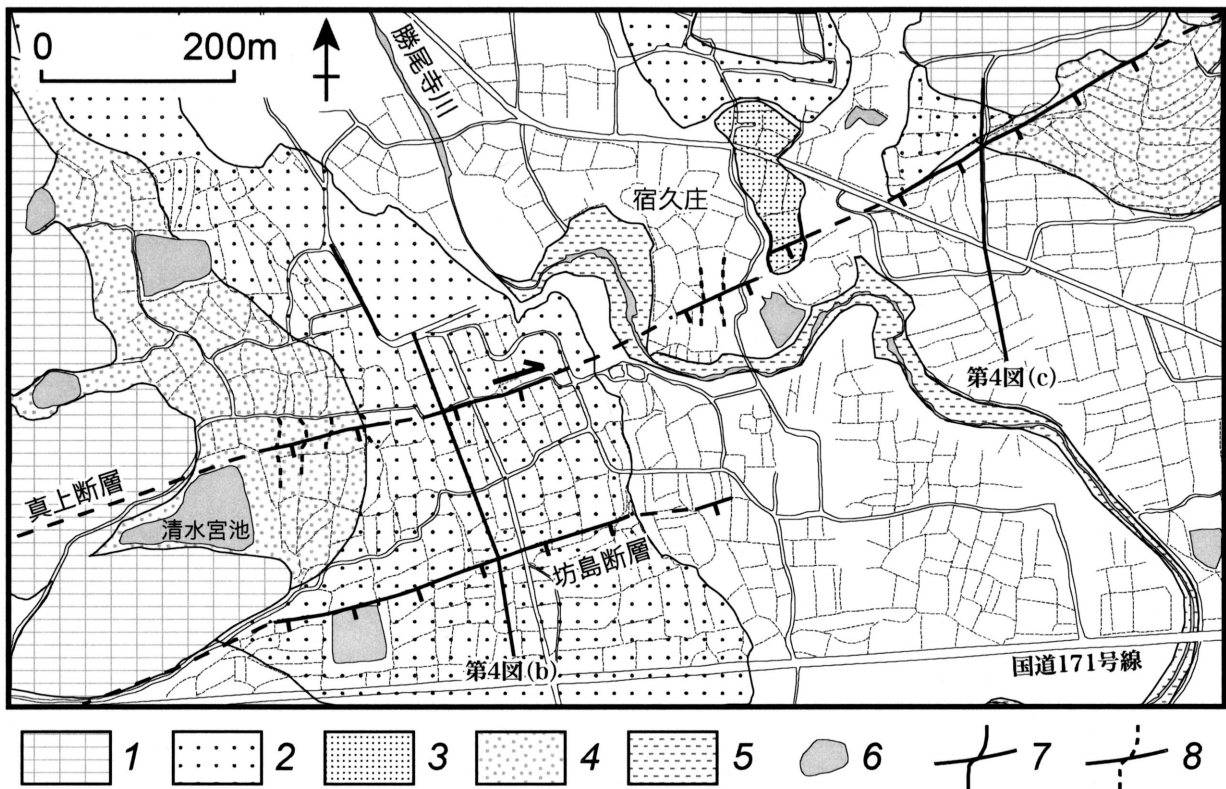 0 200m
勝尾寺川
宿久庄
第4図(c)
真上断層
清水宮池
坊島断層
第4図(b)
国道171号線
1 2 3 4 5 6 7 8